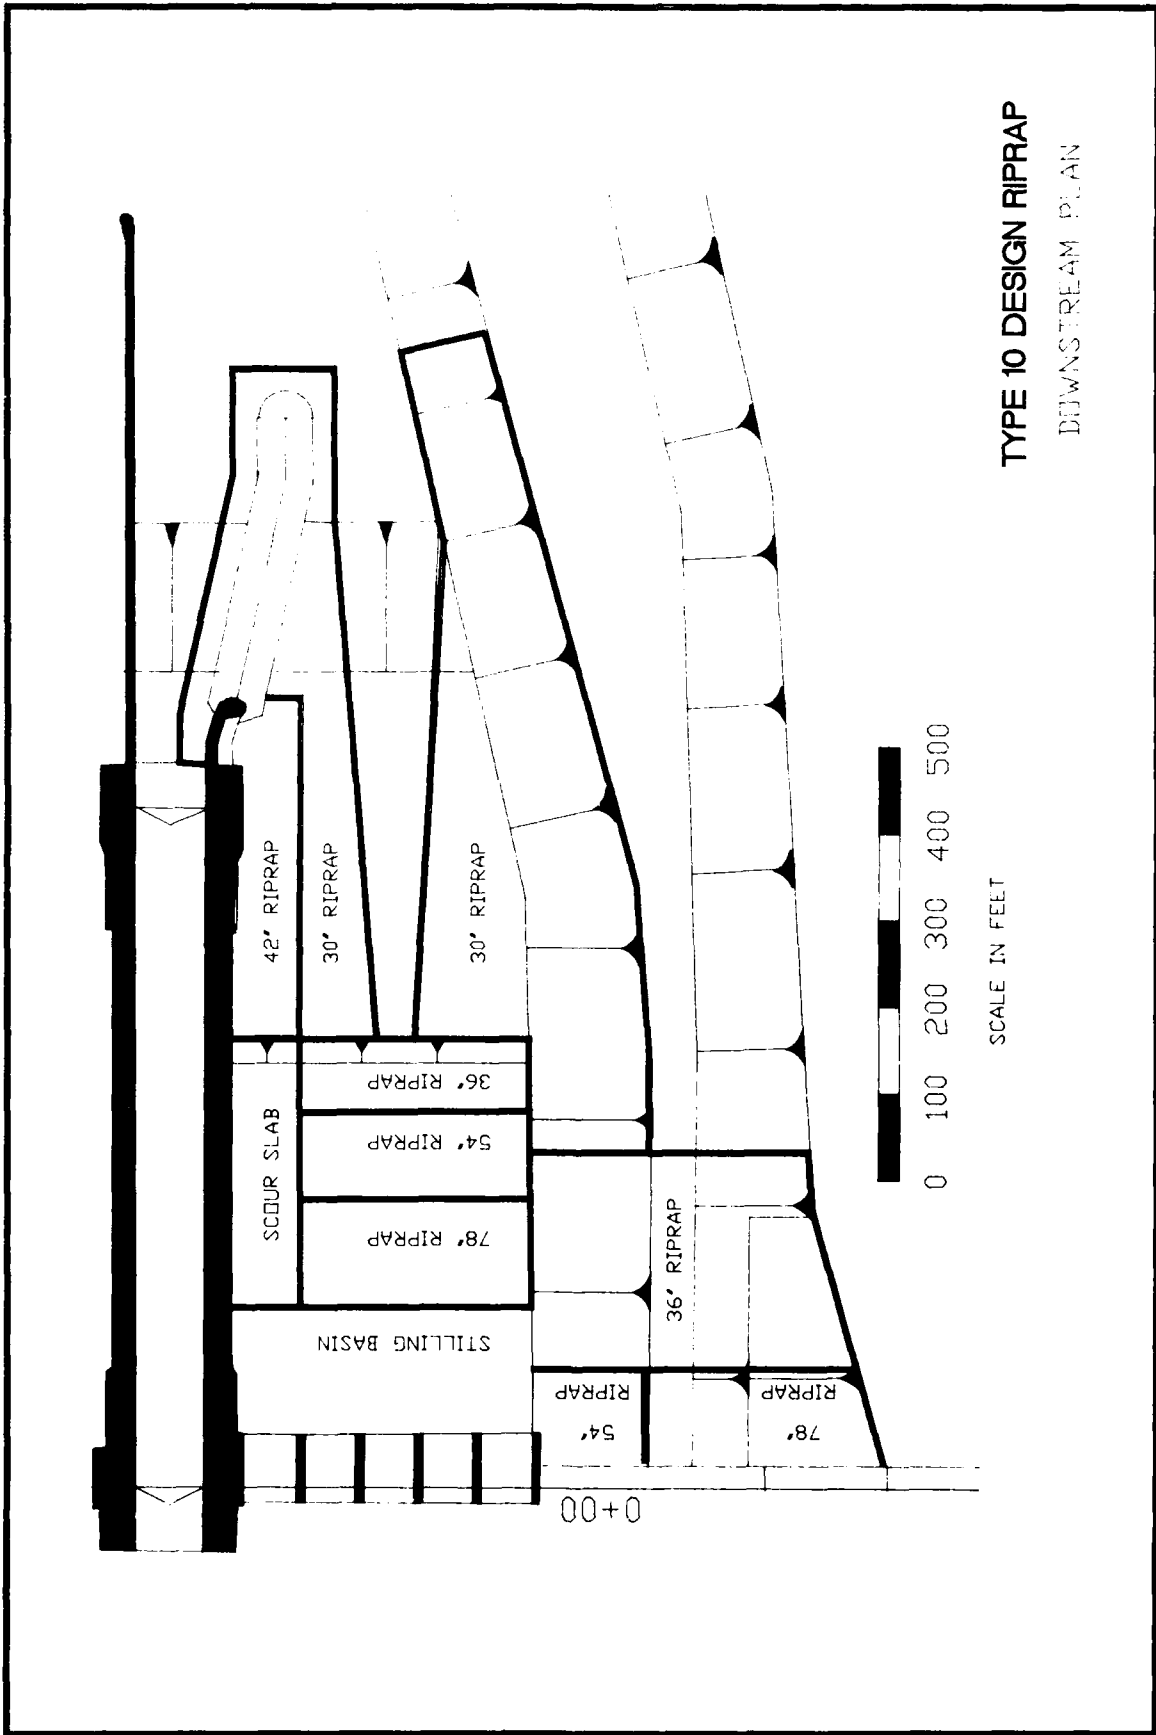 TYPE 10 DESIGN RIPRAP
DOWNSTREAM PLAN
42' RIPRAP
30' RIPRAP
30' RIPRAP
SCOUR SLAB
36' RIPRAP
54' RIPRAP
78' RIPRAP
STILLING BASIN
36' RIPRAP
54'
RIPRAP
78'
RIPRAP
0+00
0 100 200 300 400 500
SCALE IN FEET